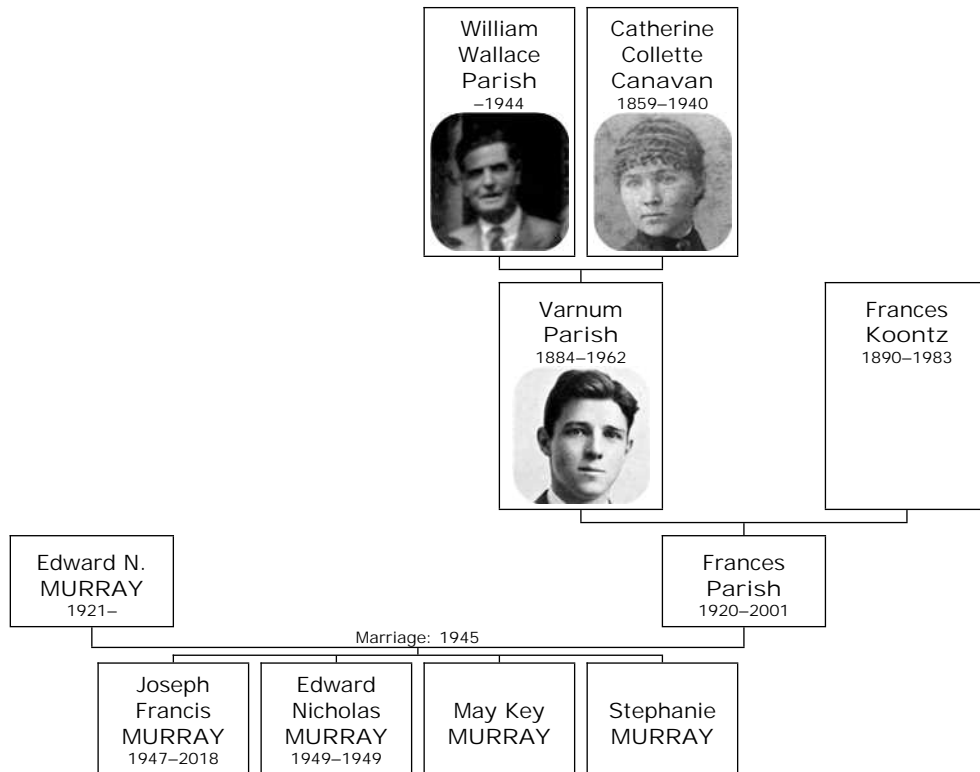 William
Wallace
Parish
–1944
Catherine
Collette
Canavan
1859–1940
Varnum
Parish
1884–1962
Frances
Koontz
1890–1983
Edward N.
MURRAY
1921–
Frances
Parish
1920–2001
Marriage: 1945
Joseph
Francis
MURRAY
1947–2018
Edward
Nicholas
MURRAY
1949–1949
May Key
MURRAY
Stephanie
MURRAY